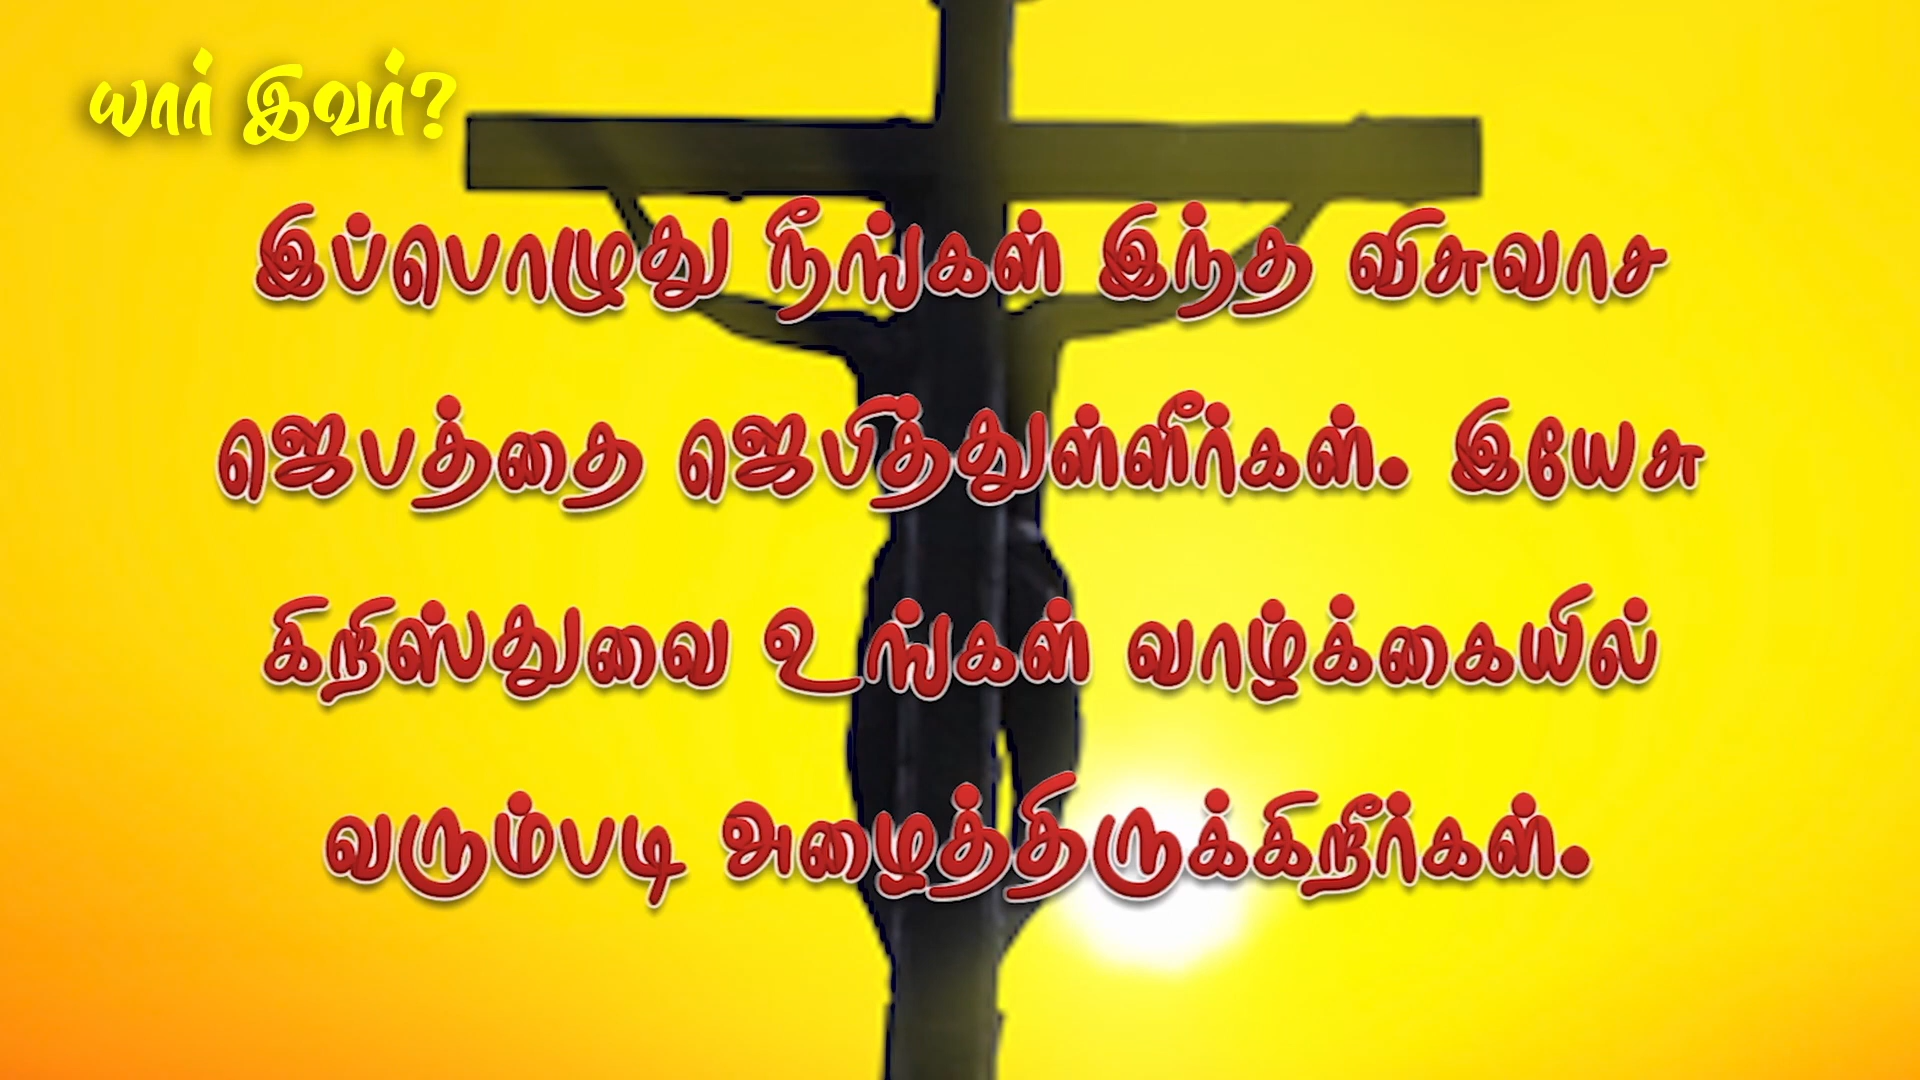 யார் இவர்?
இப்பொழுது நீங்கள் இந்த விசுவாச
ஜெபத்தை ஜெபித்துள்ளீர்கள். இயேசு
கிறிஸ்துவை உங்கள் வாழ்க்கையில்
வரும்படி அழைத்திருக்கிறீர்கள்.